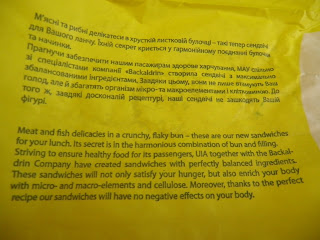 М'ясні та рибні делікатеси в хрусткій листковій булочці – такі тепер сендвічі
для Вашого ланчу. Їхній секрет криється у гармонійному поєднанні булочки
та начинки.
Прагнучи забезпечити нашим пасажирам здорове харчування, МАУ спільно
зі спеціалістами компанії «Backaldrin» створила сендвічі з максимально
збалансованими інгредієнтами. Завдяки цьому, вони не лише втамують Ваш
голод, але й збагатять організм мікро- та макроелементами і клітковиною. До
того ж, завдяки досконалій рецептурі, наші сендвічі не зашкодять Вашій
фігурі.
Meat and fish delicades in a crunchy, flaky bun – these are our new sandwiches
for your lunch. Its secret is in the harmonious combination of bun and filling.
Striving to ensure healthy food for its passengers, UIA together with the Backal-
drin Company have created sandwiches with perfectly balanced ingredients.
These sandwiches will not only satisfy your hunger, but also enrich your body
with micro- and macro-elements and cellulose. Moreover, thanks to the perfect
recipe our sandwiches will have no negative effects on your body.